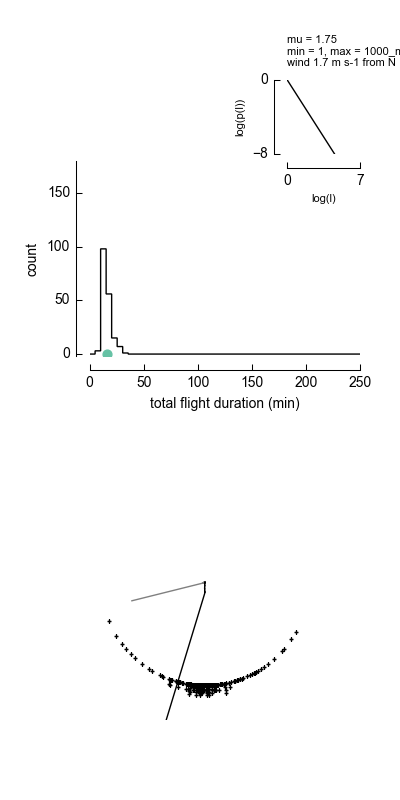 mu = 1.75
min = 1, max = 1000_m
wind 1.7 m s-1 from N
0
log(p(l))
−8
0 7
log(l)
150
100
count
50
0
0 50 100 150 200 250
total flight duration (min)